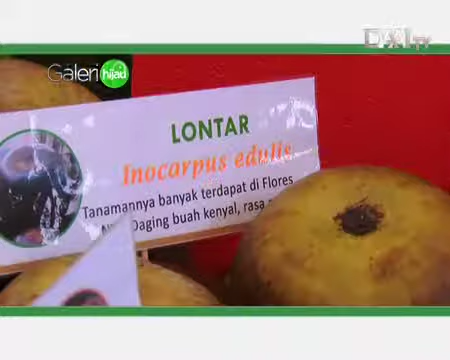 DAAI TV
Galeri hijau
LONTAR
Inocarpus edulis
Tanamannya banyak terdapat di Flores
Daging buah kenyal, rasa